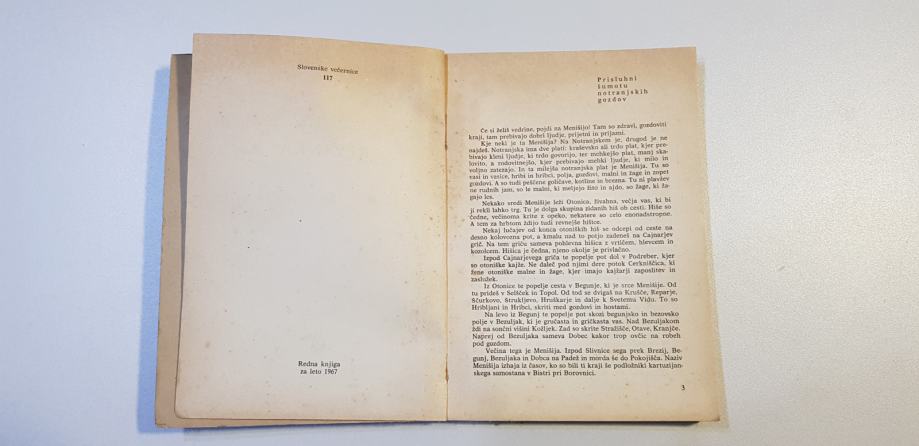 Slovenske večernice
117
Redna knjiga
za leto 1967
Prisluhni
šumotu
notranjskih
gozdov
Če si želiš vedrine, pojdi na Menišijo! Tam so zdravi, gozdoviti
kraji, tam prebivajo dobri ljudje, prijetni in prijazni.
Kje neki je ta Menišija? Na Notranjskem je, drugod je ne
najdeš. Notranjska ima dve plati: kraševsko ali trdo plat, kjer pre-
bivajo kleni ljudje, ki trdo govorijo, ter mehkejšo plat, manj ska-
lovito, a rodovitnejšo, kjer prebivajo mehki ljudje, ki milo in
voljno zatezajo. In ta milejša notranjska plat je Menišija. Tu so
vasi in vasice, hribi in hribci, polja, gozdovi, malni in žage in zopet
gozdovi. A so tudi peščene goličave, kotline in brezna. Tu ni plavžev
ne rudnih jam, so le malni, ki meljejo žito in ajdo, so žage, ki ža-
gajo les.
Nekako sredi Menišije leži Otonica, živahna, večja vas, ki bi
ji rekli lahko trg. Tu je dolga skupina zidanih hiš ob cesti. Hiše so
čedne, večinoma krite z opeko, nekatere so celo enonadstropne.
A tem za hrbtom ždijo tudi revnejše hišice.
Nekaj lučajev od konca otoniških hiš se odcepi od ceste na
desno kolovozna pot, a kmalu nad to potjo zadeneš na Cajnarjev
grič. Na tem griču sameva pohlevna hišica z vrtičem, hlevcem in
kozolcem. Hišica je čedna, njeno okolje je privlačno.
Izpod Cajnarjevega griča te popelje pot dol v Podreber, kjer
so otoniške kajže. Ne daleč pod njimi dere potok Cerkniščica, ki
žene otoniške malne in žage, kjer imajo kajžarji zaposlitev in
zaslužek.
Iz Otonice te popelje cesta v Begunje, ki je srce Menišije. Od
tu prideš v Selšček in Topol. Od tod se dvigaš na Krušče, Reparje,
Ščurkovo, Štrukljevo, Hruškarje in dalje k Svetemu Vidu. To so
Hribljani in Hribci, skriti med gozdovi in hostami.
Na levo iz Begunj te popelje pot skozi begunjsko in bezovsko
polje v Bezuljak, ki je gručasta in gričkasta vas. Nad Bezuljakom
ždi na sončni višini Kožljek. Zad so skrite Stražišče, Otave, Kranjče.
Naprej od Bezuljaka sameva Dobec kakor trop ovčic na robeh
pod gozdom.
Večina tega je Menišija. Izpod Slivnice sega prek Brezij, Be-
gunj, Bezuljaka in Dobca na Padež in morda še do Pokojišča. Naziv
Menišija izhaja iz časov, ko so bili ti kraji še podložniki kartuzijan-
skega samostana v Bistri pri Borovnici.
3